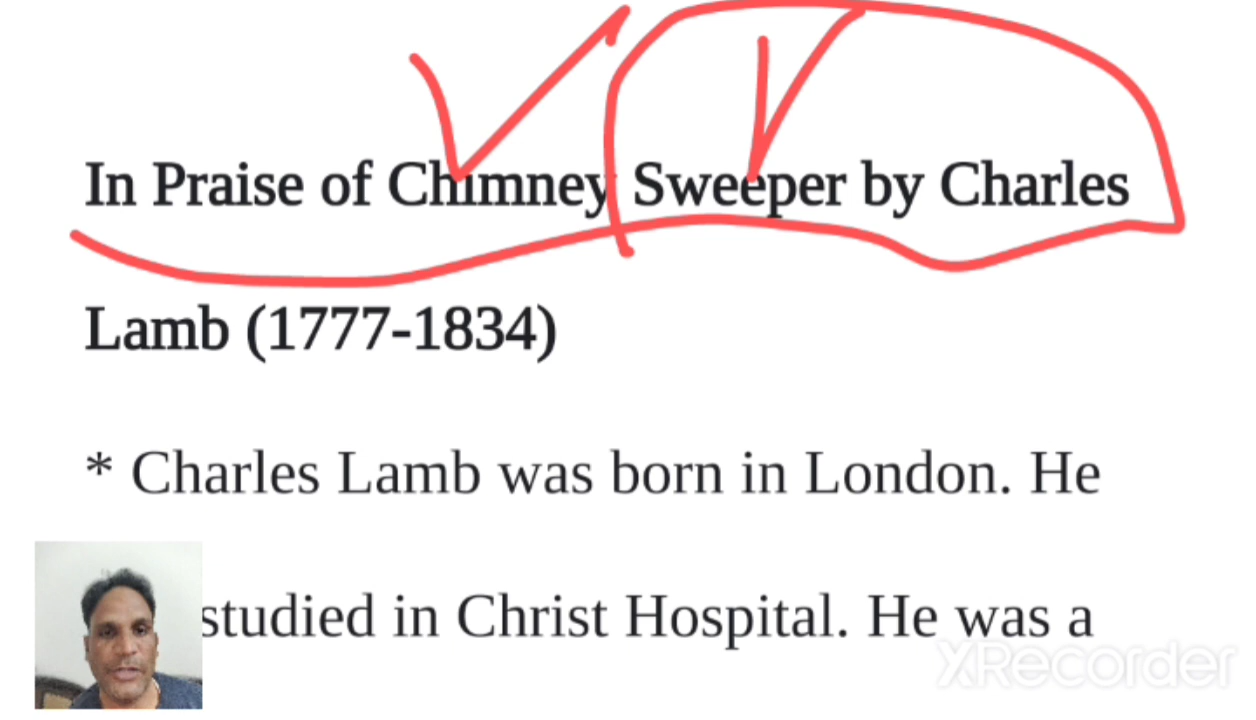 In Praise of Chimney Sweeper by Charles
Lamb (1777-1834)
* Charles Lamb was born in London. He
studied in Christ Hospital. He was a
XRecorder